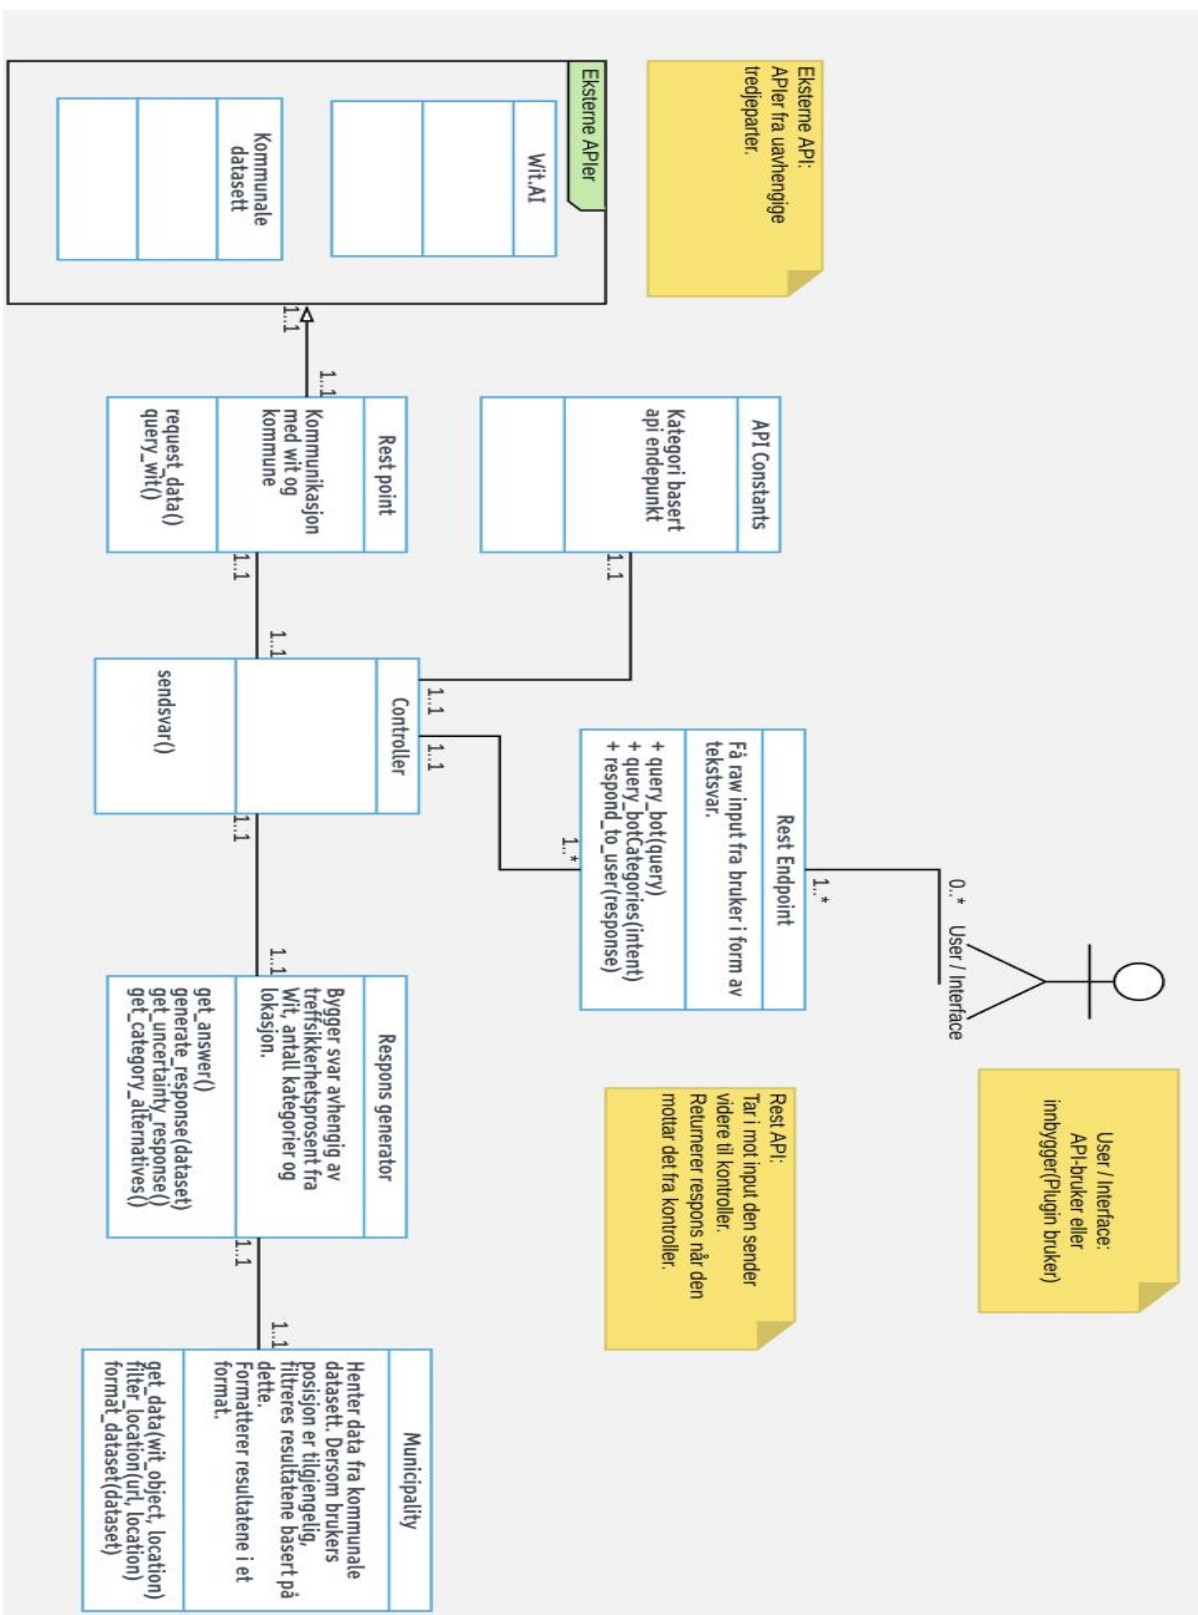 User / Interface:
API-bruker eller
innbygger(Plugin bruker)
0..*
User / Interface
1..*
Eksterne API:
APIer fra uavhengige
tredjeparter.
API Constants
Kategori basert
api endepunkt
1..1
Rest Endpoint
Få raw input fra bruker i form av
tekstsvar.
+ query_bot(query)
+ query_botCategories(intent)
+ respond_to_user(response)
1..*
Rest API:
Tar i mot input den sender
videre til kontroller.
Returnerer respons når den
mottar det fra kontroller.
Eksterne APIer
Wit.AI
Kommunale
datasett
1..1
1..1
Rest point
Kommunikasjon
med wit og
kommune
request_data()
query_wit()
1..1
1..1
1..1
1..1
Controller
sendsvar()
1..1
1..1
Respons generator
Bygger svar avhengig av
treffsikkerhetsprosent fra
Wit, antall kategorier og
lokasjon.
get_answer()
generate_response(dataset)
get_uncertainty_response()
get_category_alternatives()
1..1
1..1
Municipality
Henter data fra kommunale
datasett. Dersom brukers
posisjon er tilgjengelig,
filtreres resultatene basert på
dette.
Formatterer resultatene i et
format.
get_data(wit_object, location)
filter_location(url, location)
format_dataset(dataset)